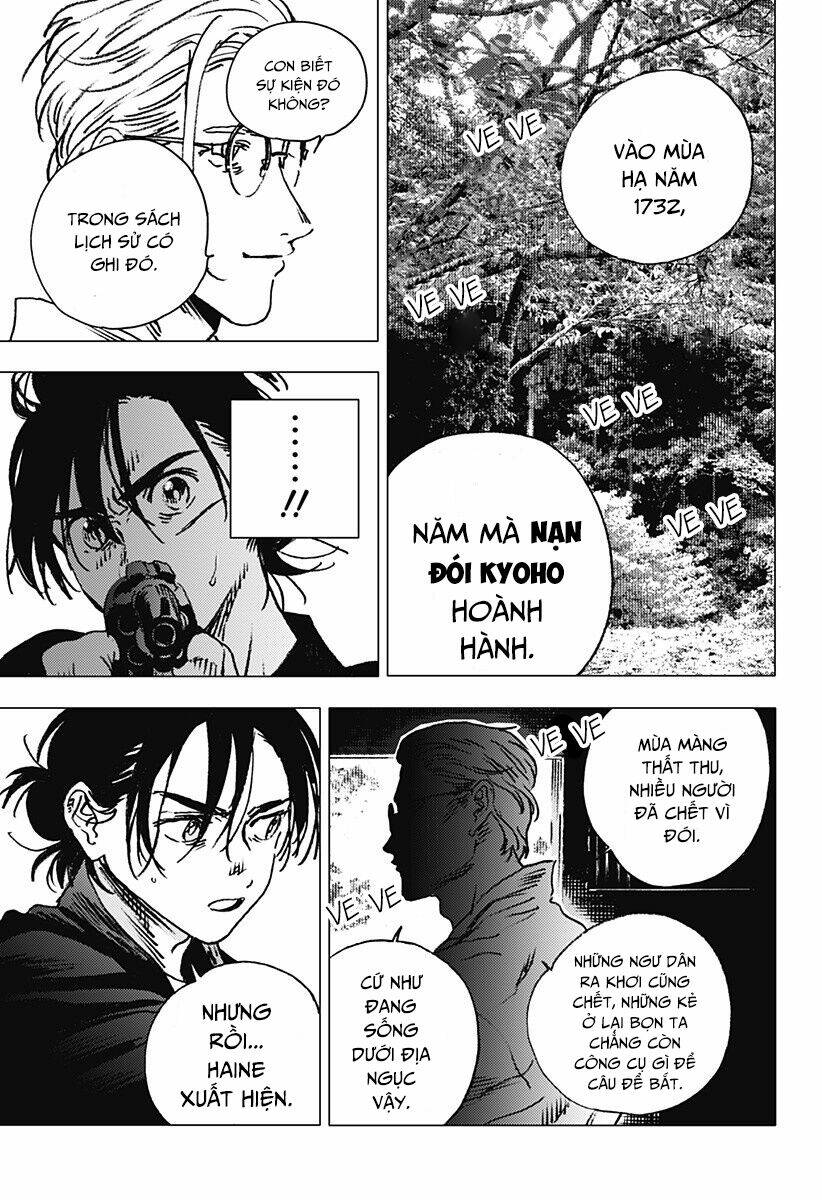 VÀO MÙA
HẠ NĂM
1732,
VE VE
VE VE
VE VE
VE VE
NĂM MÀ NẠN
ĐÓI KYOHO
HOÀNH
HÀNH.
CON BIẾT
SỰ KIỆN ĐÓ
KHÔNG?
TRONG SÁCH
LỊCH SỬ CÓ
GHI ĐÓ.
......!!
MÙA MÀNG
THẤT THU,
NHIỀU NGƯỜI
ĐÃ CHẾT VÌ
ĐÓI.
VE VE
VE VE
NHỮNG NGƯ DÂN
RA KHƠI CŨNG
CHẾT, NHỮNG KẺ
Ở LẠI BỌN TA
CHẲNG CÒN
CÔNG CỤ GÌ ĐỂ
CÂU ĐỂ BẮT.
CỨ NHƯ
ĐANG
SỐNG
DƯỚI ĐỊA
NGỤC
VẬY.
NHƯNG
RỒI...
HAINE
XUẤT HIỆN.